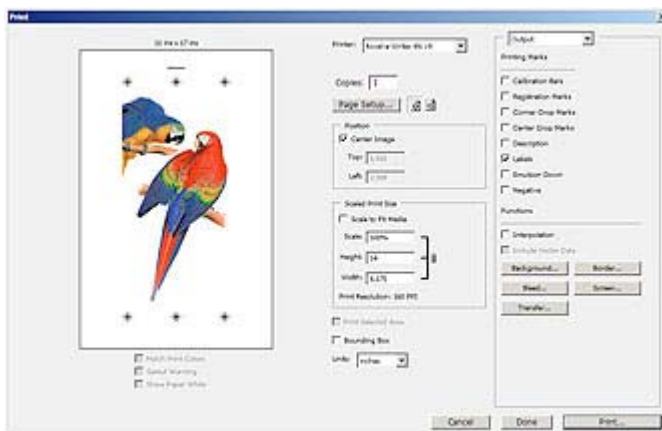 Print
Printer:
Output
Printing Marks
Copies: 1
Calibration Bars
Registration Marks
Page Setup...
Corner Crop Marks
Center Crop Marks
Position
Description
Center Image
Labels
Top:
Emulsion Down
Left:
Negative
Scaled Print Size
Functions
Scale to Fit Media
Interpolation
Scale: 100%
Include Vector Data
Height: 14
Background...
Border...
Width:
Bleed...
Screen...
Print Resolution: 360 PPI
Transfer...
Print Selected Area
Bounding Box
Match Print Colors
Units: inches
Gamut Warning
Show Paper White
Cancel
Done
Print...